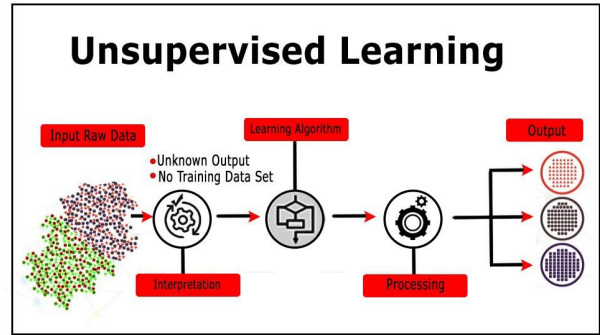 Unsupervised Learning
Input Raw Data
Learning Algorithm
Output
•Unknown Output
•No Training Data Set
Interpretation
Processing